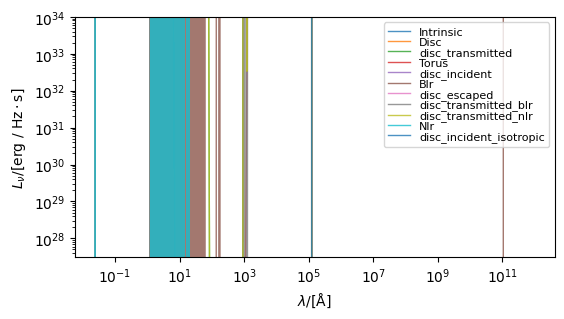 10^34
10^33
10^32
10^31
10^30
10^29
10^28
L_ν/[erg / Hz · s]
Intrinsic
Disc
disc_transmitted
Torus
disc_incident
Blr
disc_escaped
disc_transmitted_blr
disc_transmitted_nlr
Nlr
disc_incident_isotropic
10^−1 10^1 10^3 10^5 10^7 10^9 10^11
λ/[Å]